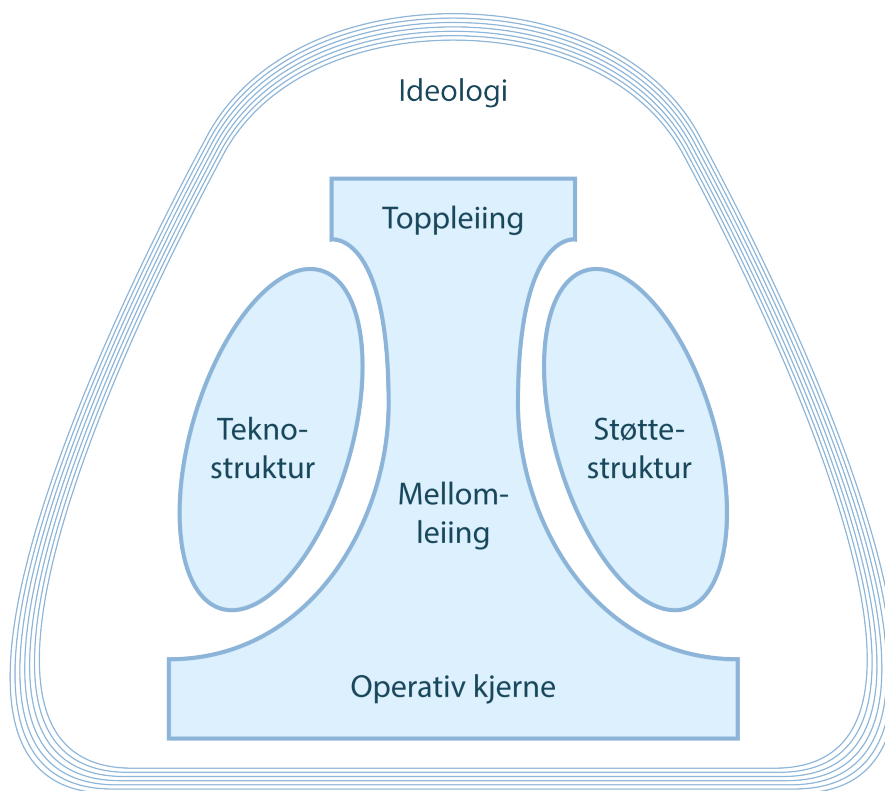 Ideologi
Toppleiing
Tekno-
struktur
Støtte-
struktur
Mellom-
leiing
Operativ kjerne